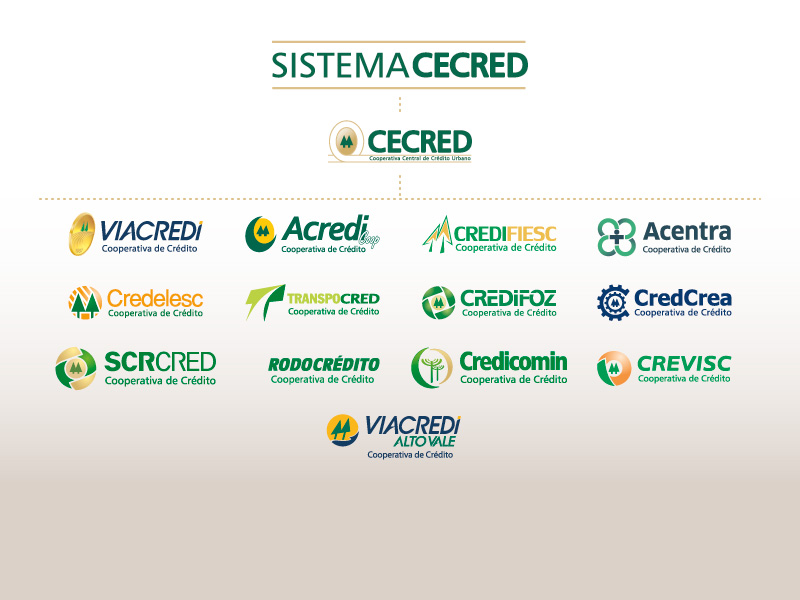 SISTEMA CECRED
CECRED
Cooperativa Central de Crédito Urbano
VIACREDI
Cooperativa de Crédito
Acredi
Coop
Cooperativa de Crédito
CREDIFIESC
Cooperativa de Crédito
Acentra
Cooperativa de Crédito
Credelesc
Cooperativa de Crédito
TRANSPOCRED
Cooperativa de Crédito
CREDIFOZ
Cooperativa de Crédito
CredCrea
Cooperativa de Crédito
SCRCRED
Cooperativa de Crédito
RODOCRÉDITO
Cooperativa de Crédito
Credicomin
Cooperativa de Crédito
CREVISC
Cooperativa de Crédito
VIACREDI
ALTO VALE
Cooperativa de Crédito